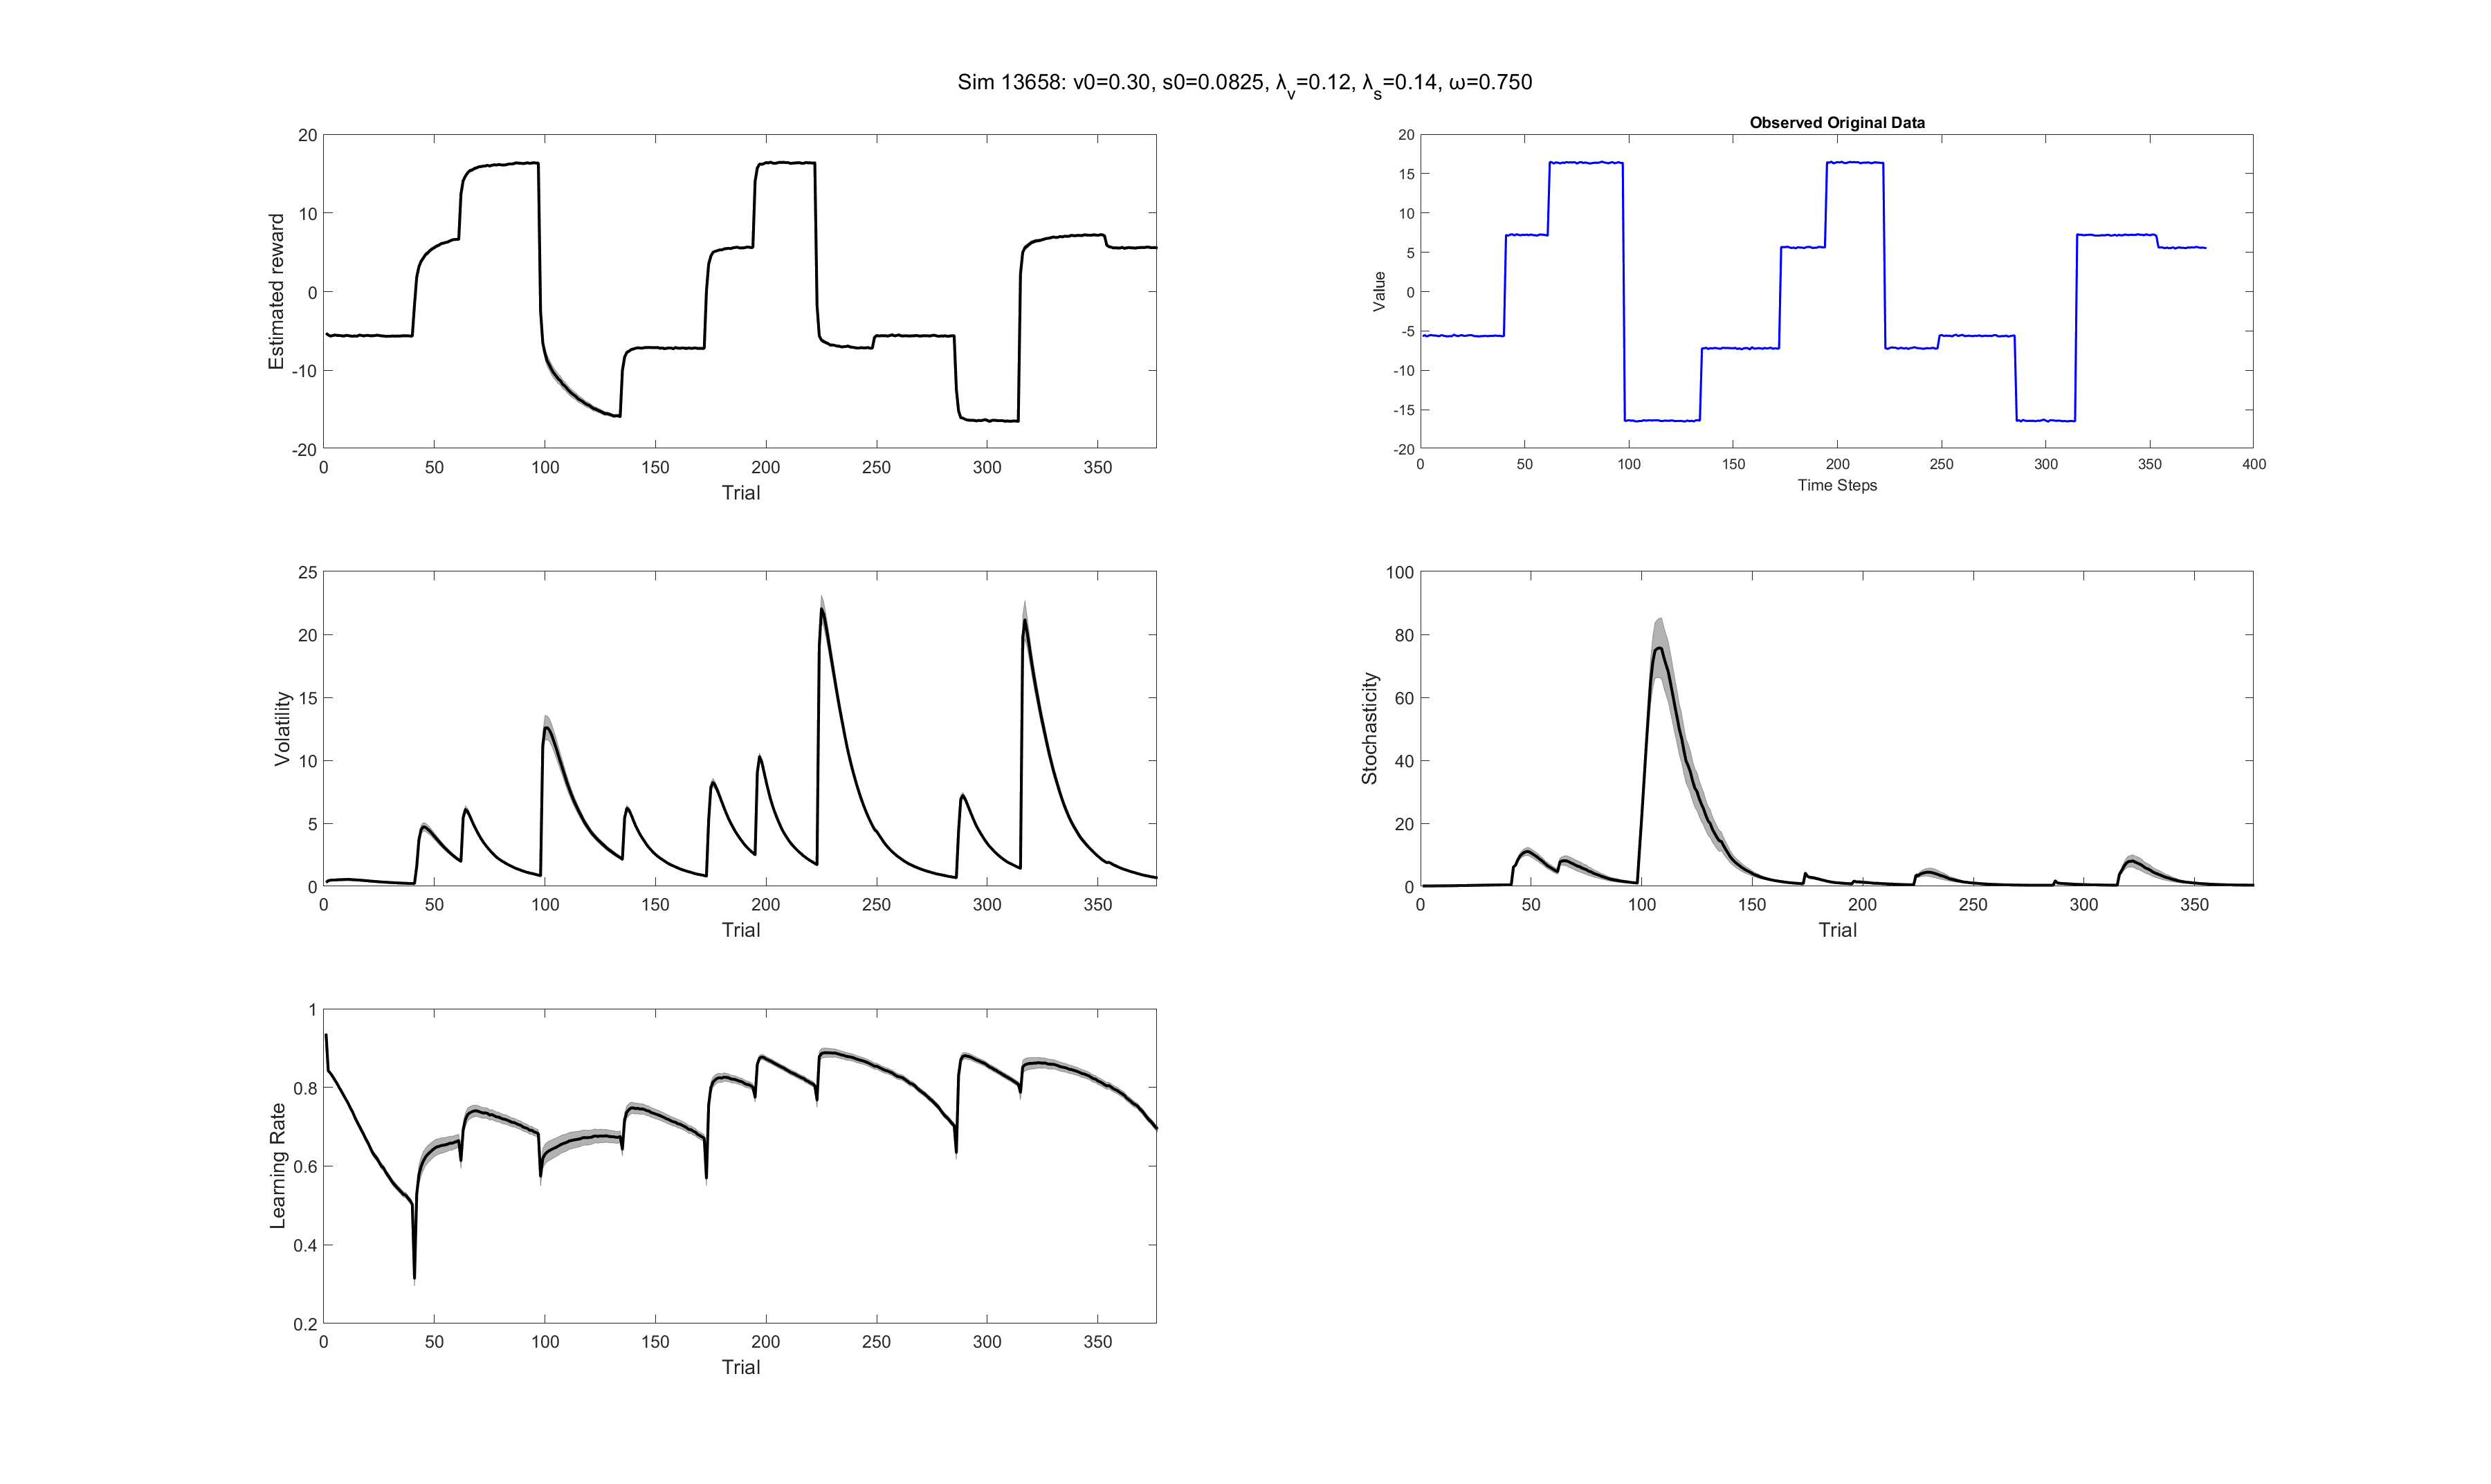 Sim 13658: v0=0.30, s0=0.0825, λv=0.12, λs=0.14, ω=0.750
20
10
0
-10
-20
Estimated reward
0 50 100 150 200 250 300 350
Trial
Observed Original Data
20
15
10
5
0
-5
-10
-15
-20
Value
0 50 100 150 200 250 300 350 400
Time Steps
25
20
15
10
5
0
Volatility
0 50 100 150 200 250 300 350
Trial
100
80
60
40
20
0
Stochasticity
0 50 100 150 200 250 300 350
Trial
1
0.8
0.6
0.4
0.2
Learning Rate
0 50 100 150 200 250 300 350
Trial